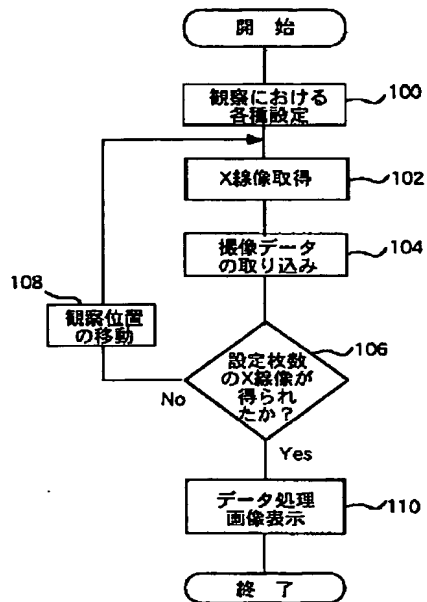 開 始
観察における
各種設定
100
X線像取得
102
撮像データ
の取り込み
104
108
観察位置
の移動
設定枚数
のX線像が
得られ
たか？
106
No
Yes
データ処理
画像表示
110
終 了